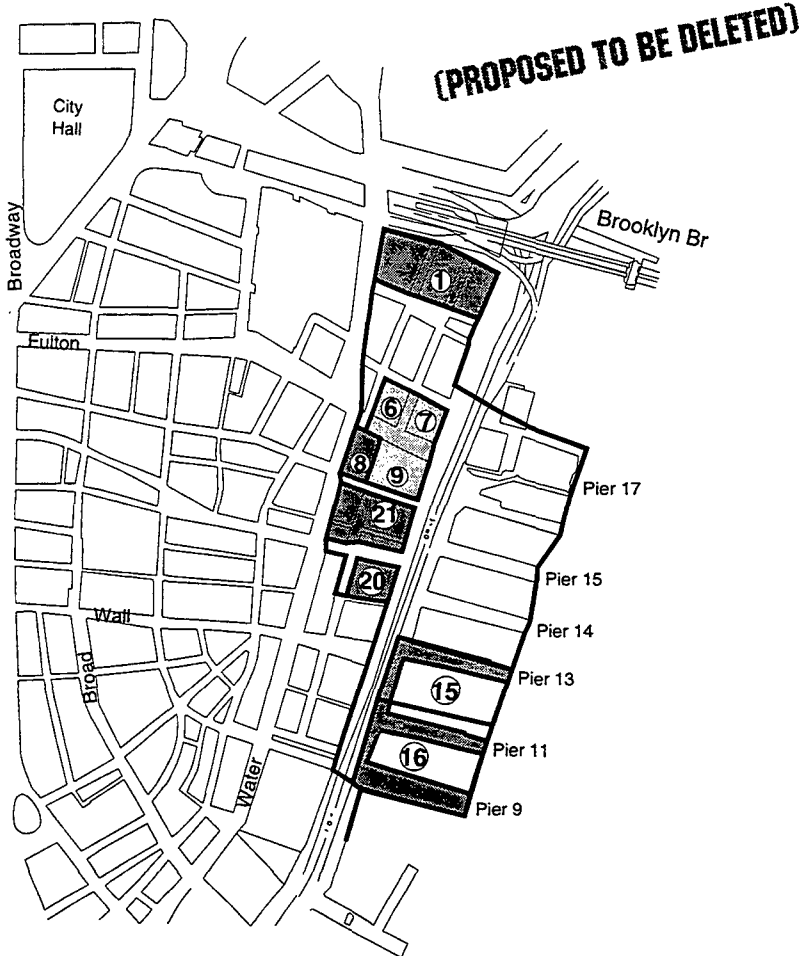 (PROPOSED TO BE DELETED)
City
Hall
Broadway
Brooklyn Br
1
Fulton
6
7
8
9
Pier 17
21
20
Pier 15
Wall
Pier 14
Broad
Pier 13
15
Pier 11
16
Water
Pier 9